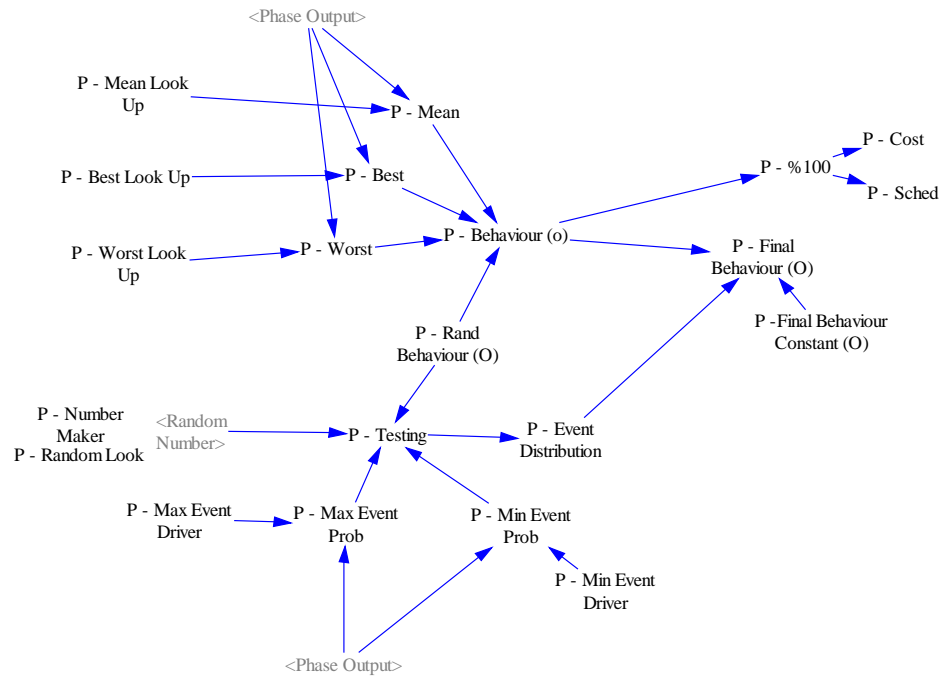 <Phase Output>
P - Mean Look
Up
P - Mean
P - Cost
P - %100
P - Best Look Up
P - Best
P - Sched
P - Worst Look
Up
P - Worst
P - Behaviour (o)
P - Final
Behaviour (O)
P -Final Behaviour
Constant (O)
P - Rand
Behaviour (O)
P - Number
Maker
P - Random Look
<Random
Number>
P - Testing
P - Event
Distribution
P - Max Event
Driver
P - Max Event
Prob
P - Min Event
Prob
P - Min Event
Driver
<Phase Output>